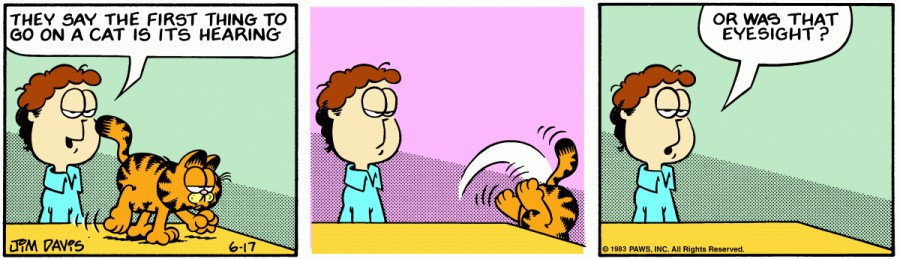 THEY SAY THE FIRST THING TO
GO ON A CAT IS ITS HEARING
JIM DAVIS
6-17
OR WAS THAT
EYESIGHT?
© 1983 PAWS, INC. All Rights Reserved.